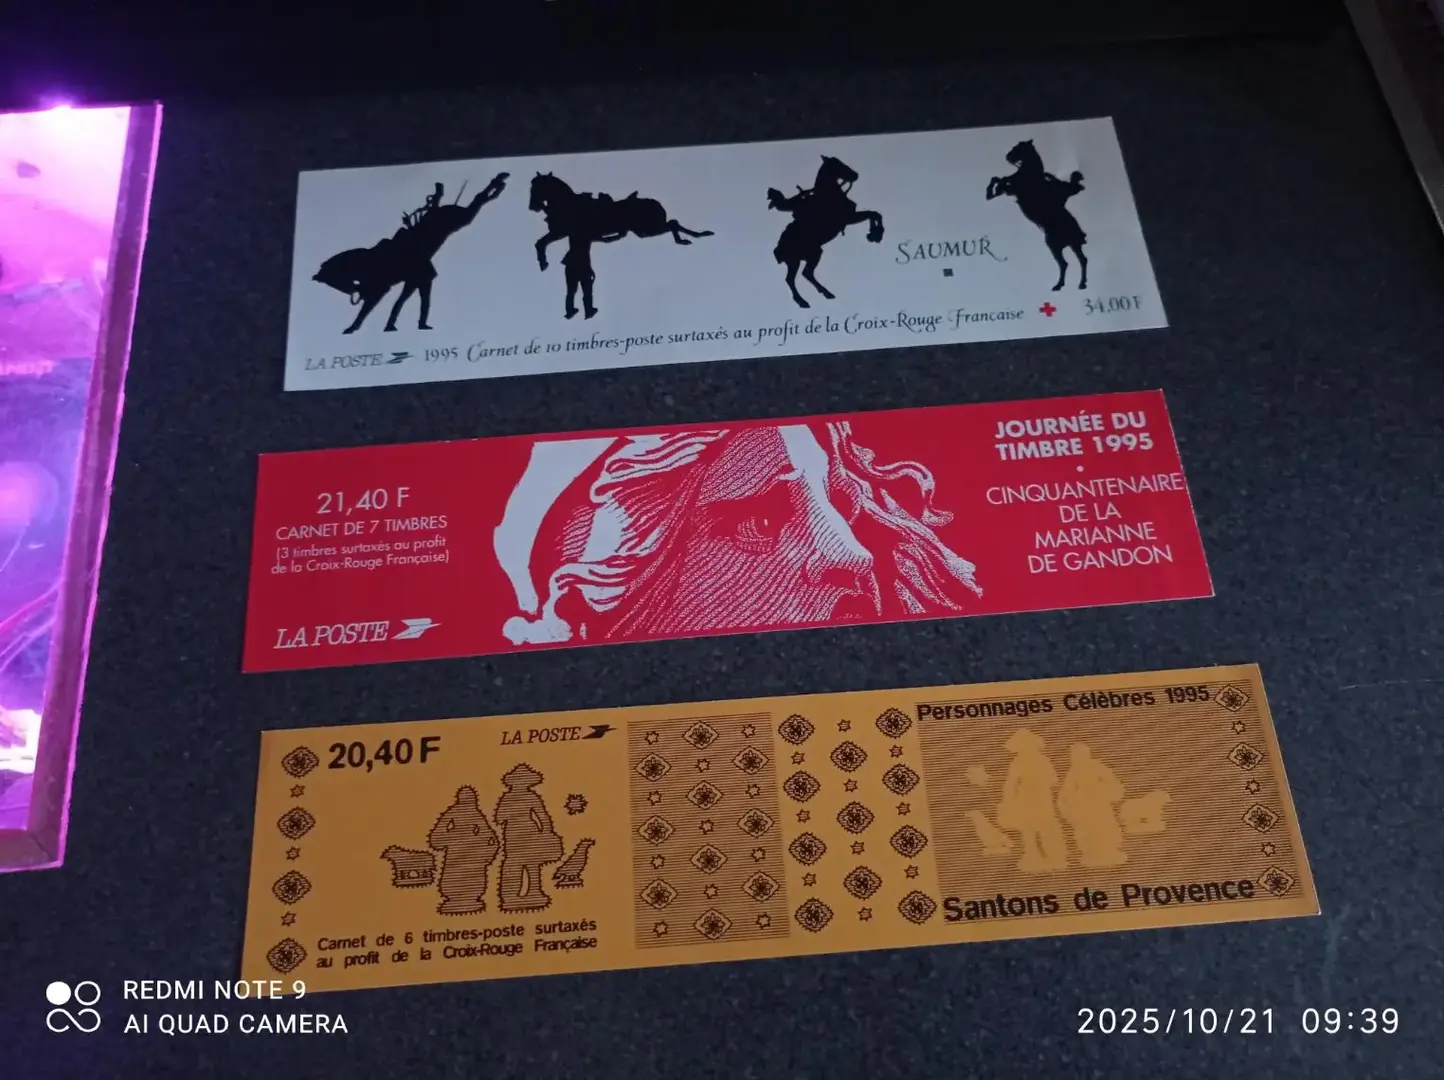 SAUMUR
LA POSTE 1995 Carnet de 10 timbres-poste surtaxés au profit de la Croix-Rouge Française 34,00 F
21,40 F
CARNET DE 7 TIMBRES
(3 timbres surtaxés au profit
de la Croix-Rouge Française)
LA POSTE
JOURNÉE DU
TIMBRE 1995
CINQUANTENAIRE
DE LA
MARIANNE
DE GANDON
20,40 F
LA POSTE
Carnet de 6 timbres-poste surtaxés
au profit de la Croix-Rouge Française
Personnages Célèbres 1995
Santons de Provence
REDMI NOTE 9
AI QUAD CAMERA
2025/10/21 09:39